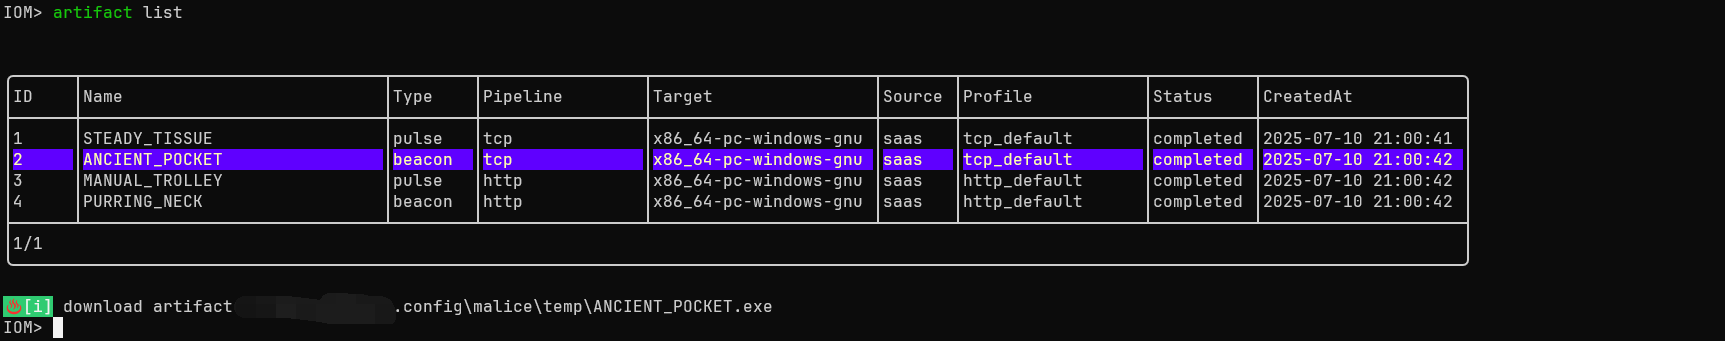 IOM> artifact list
ID Name Type Pipeline Target Source Profile Status CreatedAt
1 STEADY_TISSUE pulse tcp x86_64-pc-windows-gnu saas tcp_default completed 2025-07-10 21:00:41
2 ANCIENT_POCKET beacon tcp x86_64-pc-windows-gnu saas tcp_default completed 2025-07-10 21:00:42
3 MANUAL_TROLLEY pulse http x86_64-pc-windows-gnu saas http_default completed 2025-07-10 21:00:42
4 PURRING_NECK beacon http x86_64-pc-windows-gnu saas http_default completed 2025-07-10 21:00:42
1/1
[i] download artifact .config\malice\temp\ANCIENT_POCKET.exe
IOM>